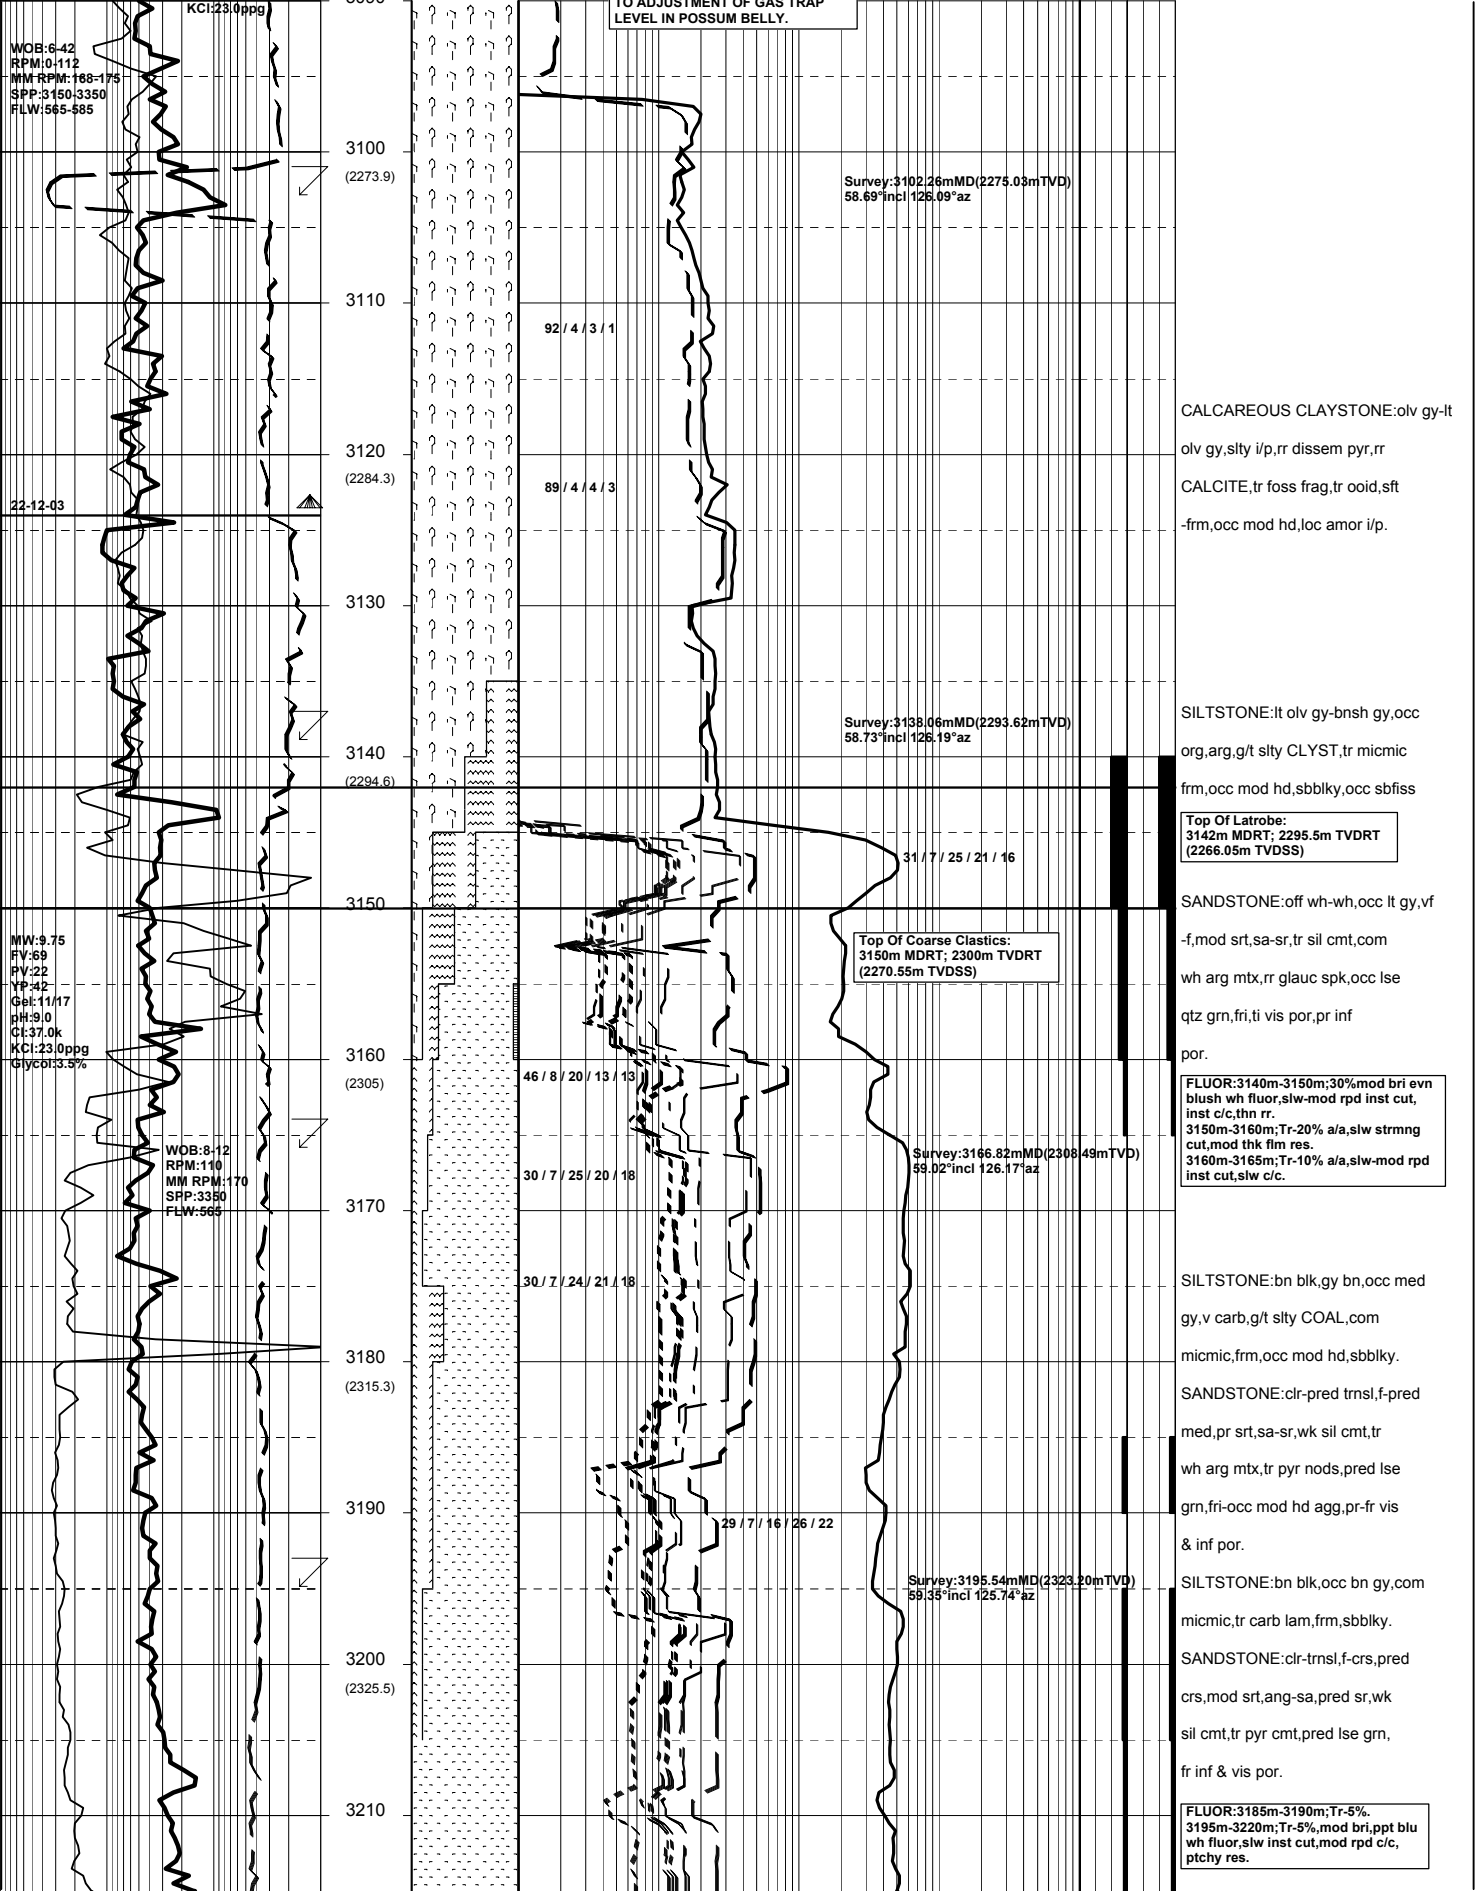 KCl:23.0ppg
TO ADJUSTMENT OF GAS TRAP
LEVEL IN POSSUM BELLY.
WOB:6-42
RPM:0-112
MM RPM:168-175
SPP:3150-3350
FLW:565-585
3100
(2273.9)
Survey:3102.26mMD(2275.03mTVD)
58.69°incl 126.09°az
3110
92 / 4 / 3 / 1
CALCAREOUS CLAYSTONE:olv gy-lt
olv gy,slty i/p,rr dissem pyr,rr
CALCITE,tr foss frag,tr ooid,sft
-frm,occ mod hd,loc amor i/p.
3120
(2284.3)
89 / 4 / 4 / 3
22-12-03
3130
SILTSTONE:lt olv gy-bnsh gy,occ
org,arg,g/t slty CLYST,tr micmic
frm,occ mod hd,sbblky,occ sbfiss
Survey:3138.06mMD(2293.62mTVD)
58.73°incl 126.19°az
3140
(2294.6)
Top Of Latrobe:
3142m MDRT; 2295.5m TVDRT
(2266.05m TVDSS)
31 / 7 / 25 / 21 / 16
3150
SANDSTONE:off wh-wh,occ lt gy,vf
-f,mod srt,sa-sr,tr sil cmt,com
wh arg mtx,rr glauc spk,occ lse
qtz grn,fri,ti vis por,pr inf
por.
Top Of Coarse Clastics:
3150m MDRT; 2300m TVDRT
(2270.55m TVDSS)
MW:9.75
FV:69
PV:22
YP:42
Gel:11/17
pH:9.0
Cl:37.0k
KCl:23.0ppg
Glycol:3.5%
3160
(2305)
46 / 8 / 20 / 13 / 13
FLUOR:3140m-3150m;30%mod bri evn
blush wh fluor,slw-mod rpd inst cut,
inst c/c,thn rr.
3150m-3160m;Tr-20% a/a,slw strmng
cut,mod thk flm res.
3160m-3165m;Tr-10% a/a,slw-mod rpd
inst cut,slw c/c.
WOB:8-12
RPM:110
MM RPM:170
SPP:3350
FLW:565
Survey:3166.82mMD(2308.49mTVD)
59.02°incl 126.17°az
30 / 7 / 25 / 20 / 18
3170
30 / 7 / 24 / 21 / 18
SILTSTONE:bn blk,gy bn,occ med
gy,v carb,g/t slty COAL,com
micmic,frm,occ mod hd,sbblky.
3180
(2315.3)
SANDSTONE:clr-pred trnsl,f-pred
med,pr srt,sa-sr,wk sil cmt,tr
wh arg mtx,tr pyr nods,pred lse
grn,fri-occ mod hd agg,pr-fr vis
& inf por.
3190
29 / 7 / 16 / 26 / 22
Survey:3195.54mMD(2323.20mTVD)
59.35°incl 125.74°az
SILTSTONE:bn blk,occ bn gy,com
micmic,tr carb lam,frm,sbblky.
3200
(2325.5)
SANDSTONE:clr-trnsl,f-crs,pred
crs,mod srt,ang-sa,pred sr,wk
sil cmt,tr pyr cmt,pred lse grn,
fr inf & vis por.
3210
FLUOR:3185m-3190m;Tr-5%.
3195m-3220m;Tr-5%,mod bri,ppt blu
wh fluor,slw inst cut,mod rpd c/c,
ptchy res.